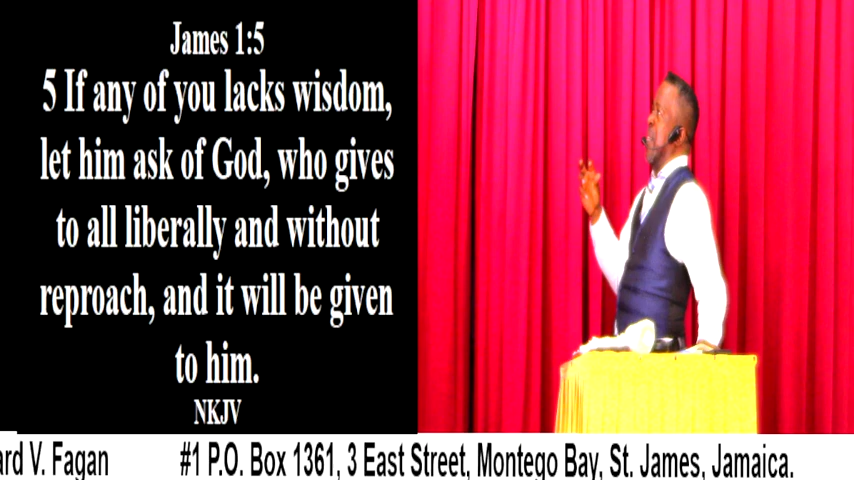 James 1:5
5 If any of you lacks wisdom,
let him ask of God, who gives
to all liberally and without
reproach, and it will be given
to him.
NKJV
ard V. Fagan #1 P.O. Box 1361, 3 East Street, Montego Bay, St. James, Jamaica.